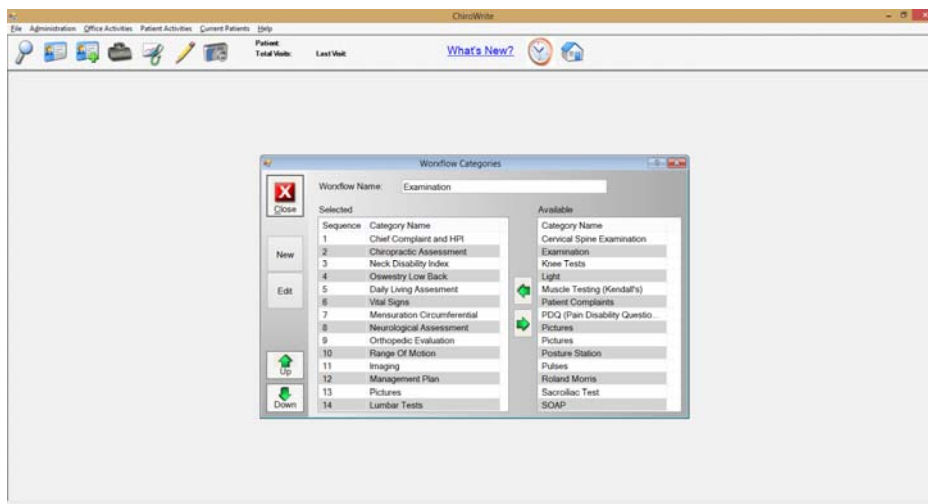 ChiroWrite
File Administration Office Activities Patient Activities Current Patients Help
Patient:
Total Visits: Last Visit: What's New?
Workflow Categories
Workflow Name: Examination
Close
Selected Available
Sequence Category Name Category Name
1 Chief Complaint and HPI Cervical Spine Examination
2 Chiropractic Assessment Examination
3 Neck Disability Index Knee Tests
4 Oswestry Low Back Light
5 Daily Living Assesment Muscle Testing (Kendall's)
6 Vital Signs Patient Complaints
7 Mensuration Circumferential PDQ (Pain Disability Questio...
8 Neurological Assessment Pictures
9 Orthopedic Evaluation Pictures
10 Range Of Motion Posture Station
11 Imaging Pulses
12 Management Plan Roland Morris
13 Pictures Sacroiliac Test
14 Lumbar Tests SOAP
New
Edit
Up
Down